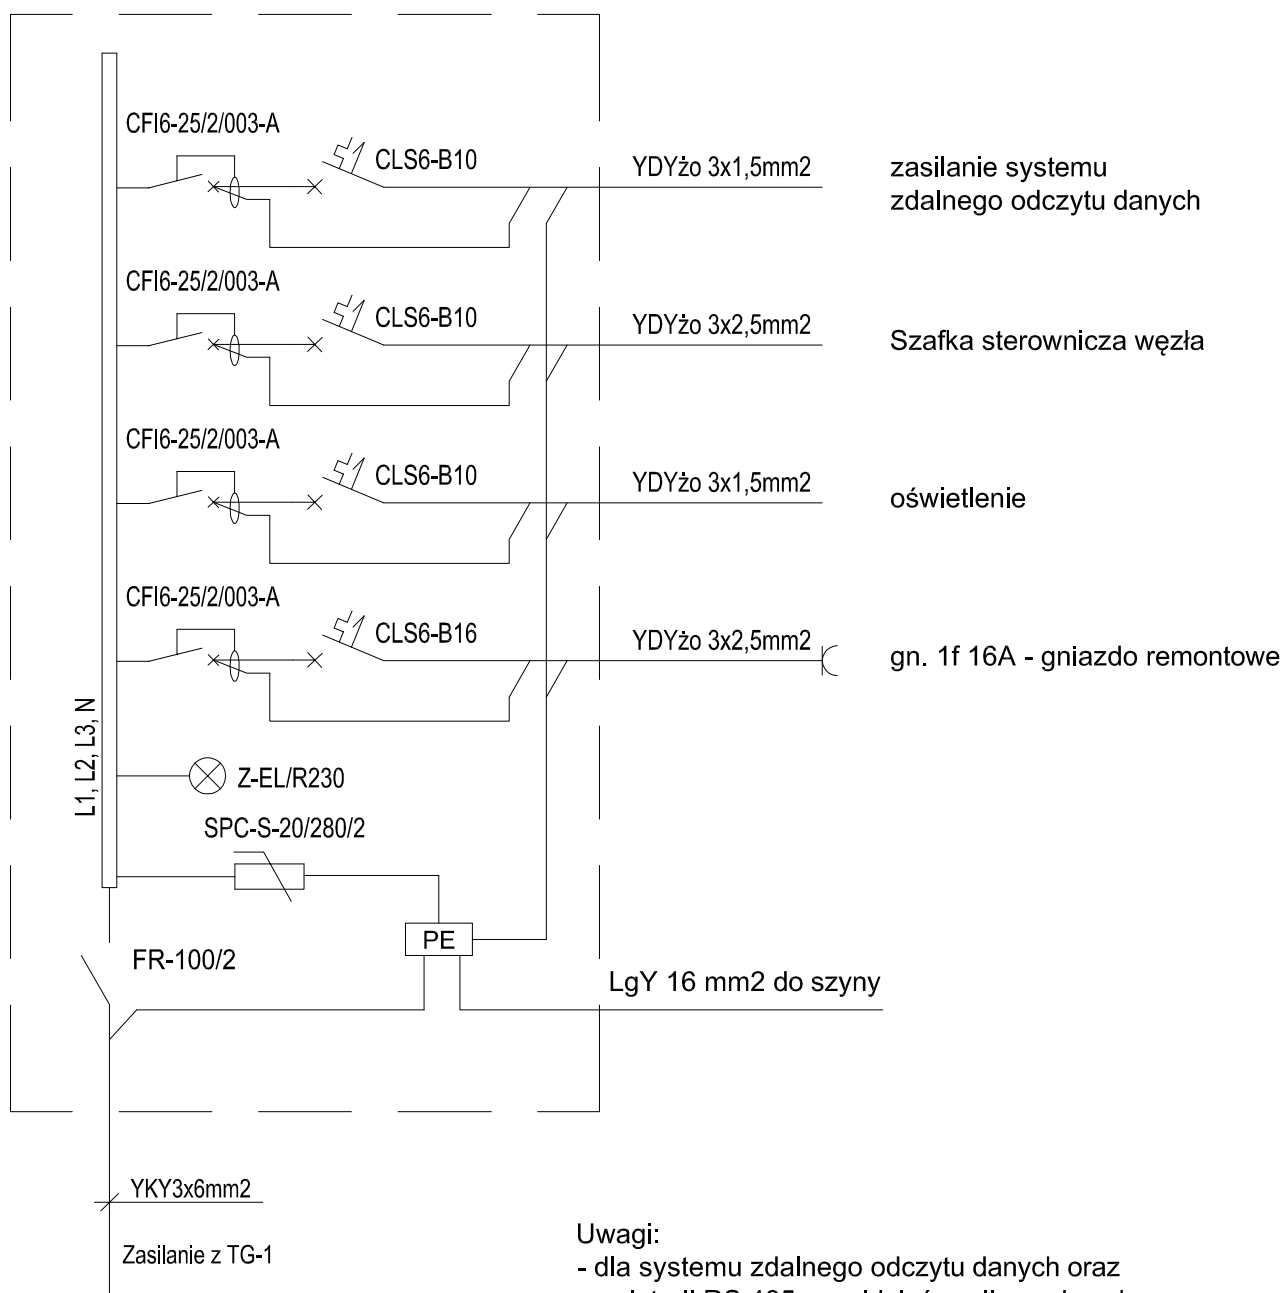 CFI6-25/2/003-A
CLS6-B10
YDYżo 3x1,5mm2
zasilanie systemu
zdalnego odczytu danych
CFI6-25/2/003-A
CLS6-B10
YDYżo 3x2,5mm2
Szafka sterownicza węzła
CFI6-25/2/003-A
CLS6-B10
YDYżo 3x1,5mm2
oświetlenie
CFI6-25/2/003-A
CLS6-B16
YDYżo 3x2,5mm2
gn. 1f 16A - gniazdo remontowe
L1, L2, L3, N
Z-EL/R230
SPC-S-20/280/2
PE
FR-100/2
LgY 16 mm2 do szyny
YKY3x6mm2
Zasilanie z TG-1
Uwagi:
- dla systemu zdalnego odczytu danych oraz